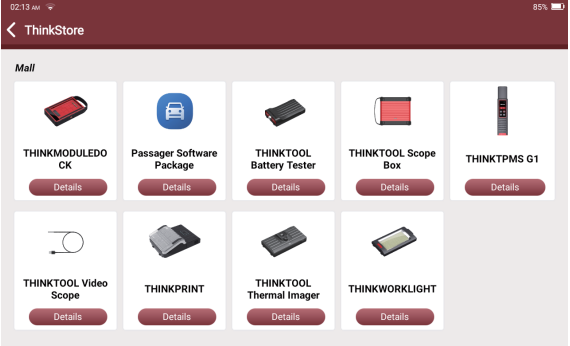 02:13 AM
85%
ThinkStore
Mall
THINKMODULEDO
CK
Details
Passager Software
Package
Details
THINKTOOL
Battery Tester
Details
THINKTOOL Scope
Box
Details
THINKTPMS G1
Details
THINKTOOL Video
Scope
Details
THINKPRINT
Details
THINKTOOL
Thermal Imager
Details
THINKWORKLIGHT
Details